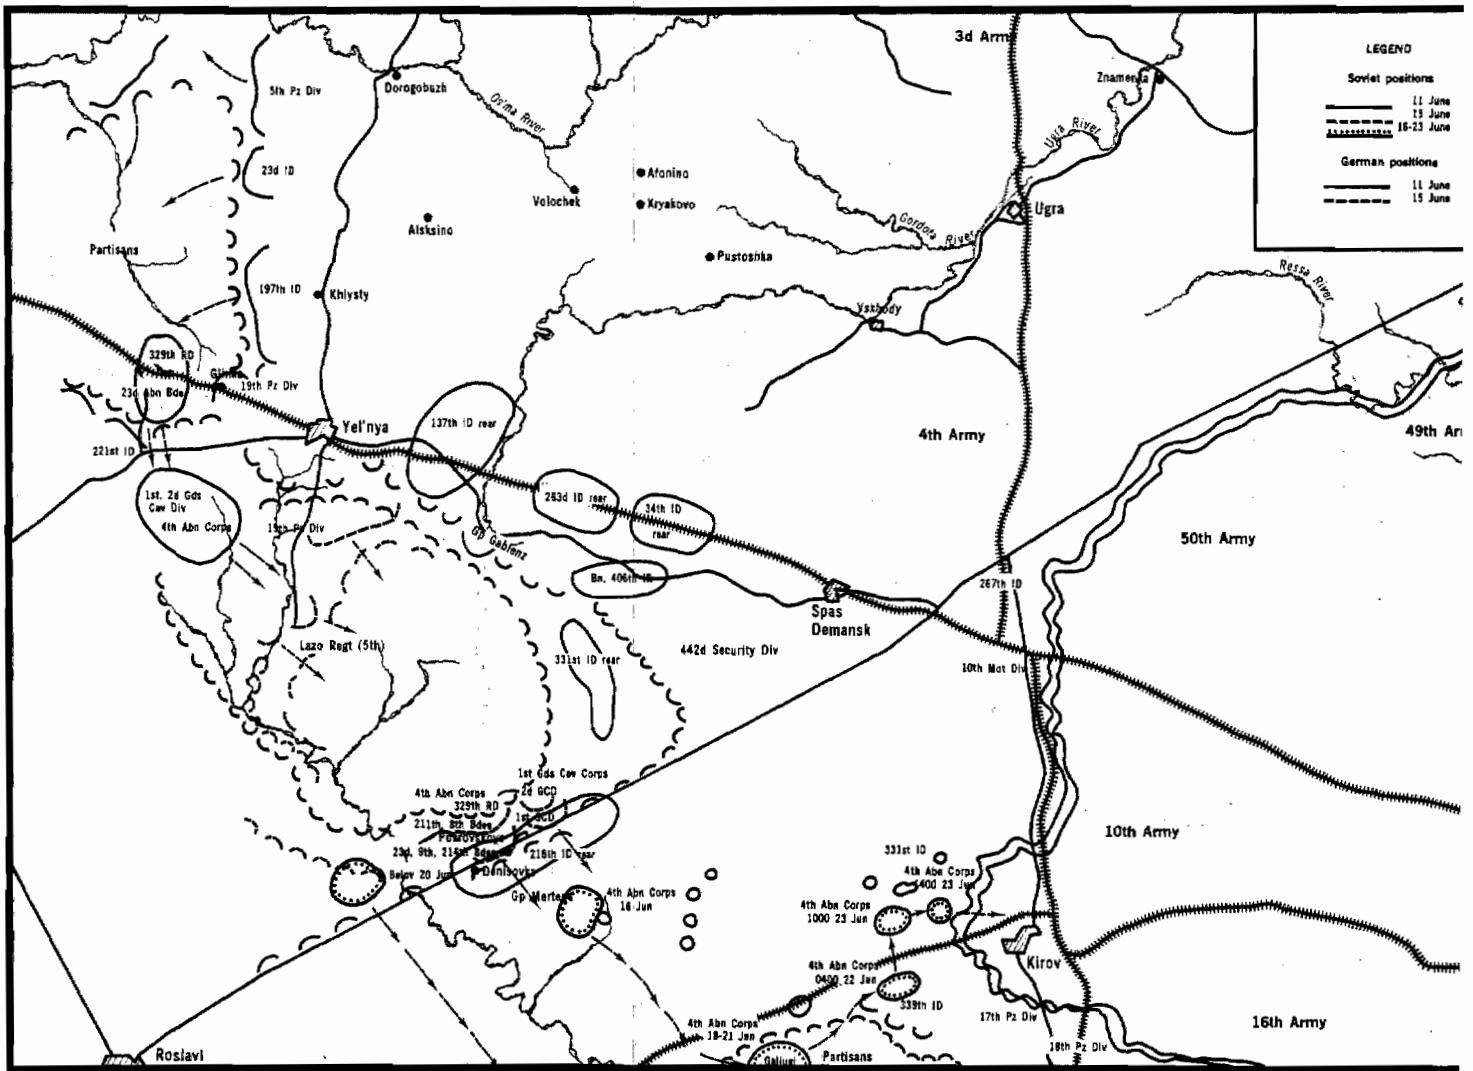 3d Arm
LEGEND
Soviet positions
11 June
15 June
16-23 June
German positions
11 June
15 June
Znamenka
Dorogobuzh
5th Pz Div
Os'ma River
Ugra River
23d ID
Afanino
Volochek
Kryakovo
Ugra
Alsksino
Gordota River
Partisans
Pustoshka
Ressa River
197th ID
Khlysty
Vskhody
329th RD
23d Abn Bde
19th Pz Div
Yel'nya
137th ID rear
4th Army
49th Ar
221st ID
1st, 2d Gds
Cav Div
4th Abn Corps
263d ID rear
34th ID
rear
19th Pz Div
Gp Gablenz
50th Army
Bn, 406th ID
267th ID
Spas
Demansk
Lazo Regt (5th)
331st ID rear
442d Security Div
10th Mot Div
1st Gds Cav Corps
4th Abn Corps
2d GCD
329th RD
1st GCD
211th, 8th Bdes
Pokrovskoye
23d, 9th, 214th Bdes
216th ID rear
10th Army
Belov 20 Jun
Denisovka
331st ID
4th Abn Corps
1400 23 Jun
Gp Merten
4th Abn Corps
16 Jun
4th Abn Corps
1000 23 Jun
Kirov
4th Abn Corps
0400 22 Jun
339th ID
17th Pz Div
4th Abn Corps
18-21 Jun
16th Army
18th Pz Div
Roslavl
Partisans